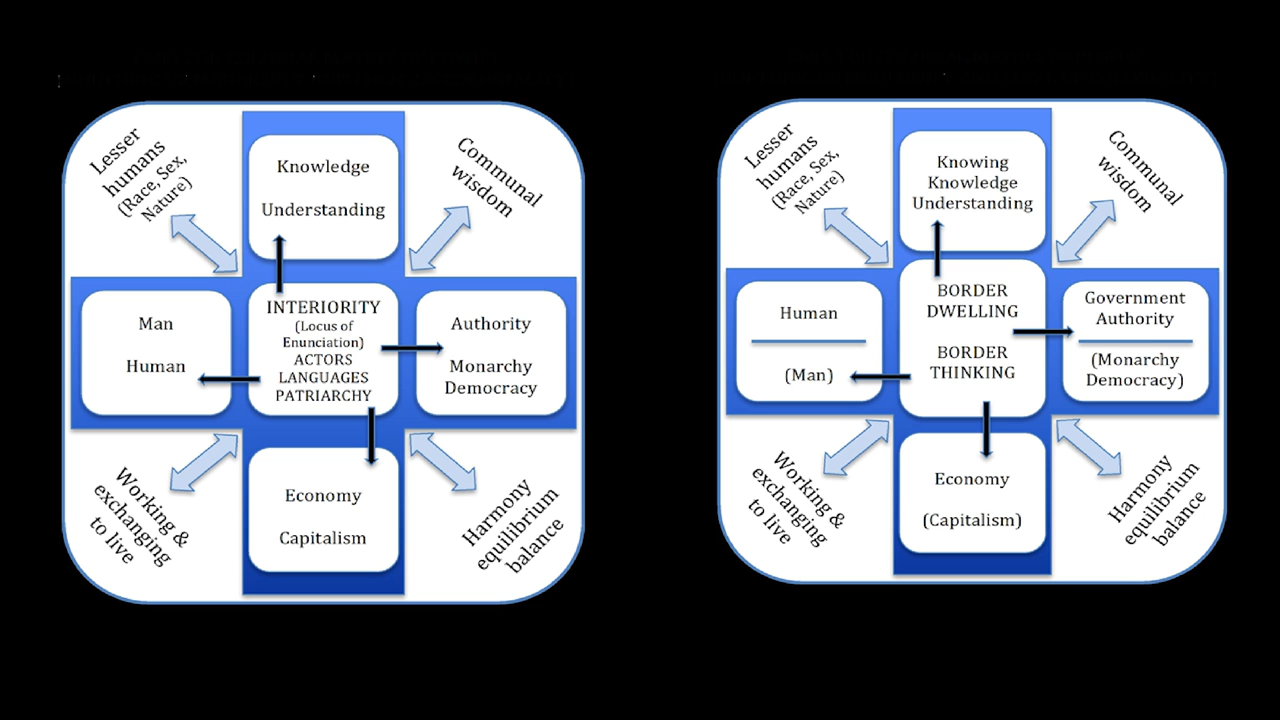 Lesser
humans
(Race, Sex,
Nature)
Knowledge
Understanding
Communal
wisdom
Man
Human
INTERIORITY
(Locus of
Enunciation)
ACTORS
LANGUAGES
PATRIARCHY
Authority
Monarchy
Democracy
Working &
exchanging
to live
Economy
Capitalism
Harmony
equilibrium
balance
Lesser
humans
(Race, Sex,
Nature)
Knowing
Knowledge
Understanding
Communal
wisdom
Human
(Man)
BORDER
DWELLING
BORDER
THINKING
Government
Authority
(Monarchy
Democracy)
Working &
exchanging
to live
Economy
(Capitalism)
Harmony
equilibrium
balance